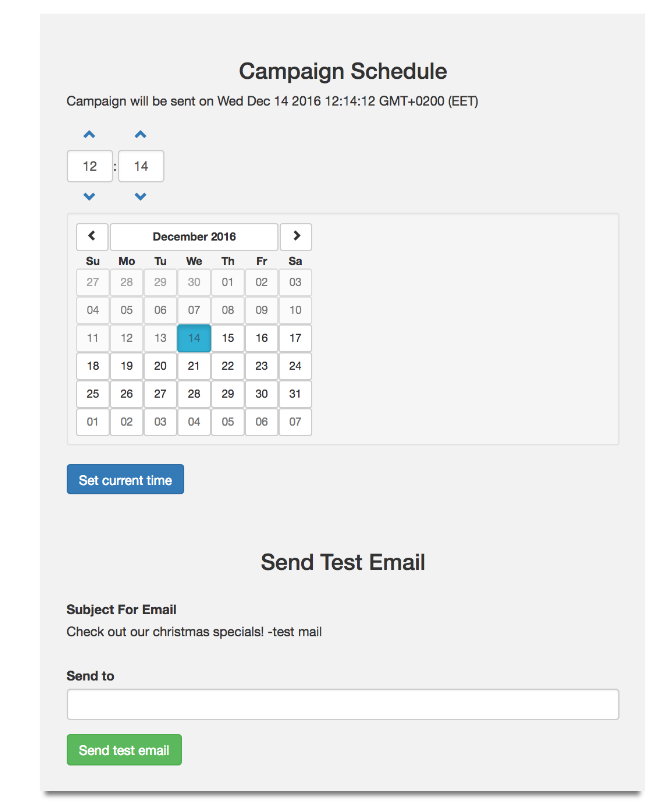 Campaign Schedule
Campaign will be sent on Wed Dec 14 2016 12:14:12 GMT+0200 (EET)
12 : 14
December 2016
Su Mo Tu We Th Fr Sa
27 28 29 30 01 02 03
04 05 06 07 08 09 10
11 12 13 14 15 16 17
18 19 20 21 22 23 24
25 26 27 28 29 30 31
01 02 03 04 05 06 07
Set current time
Send Test Email
Subject For Email
Check out our christmas specials! -test mail
Send to
Send test email